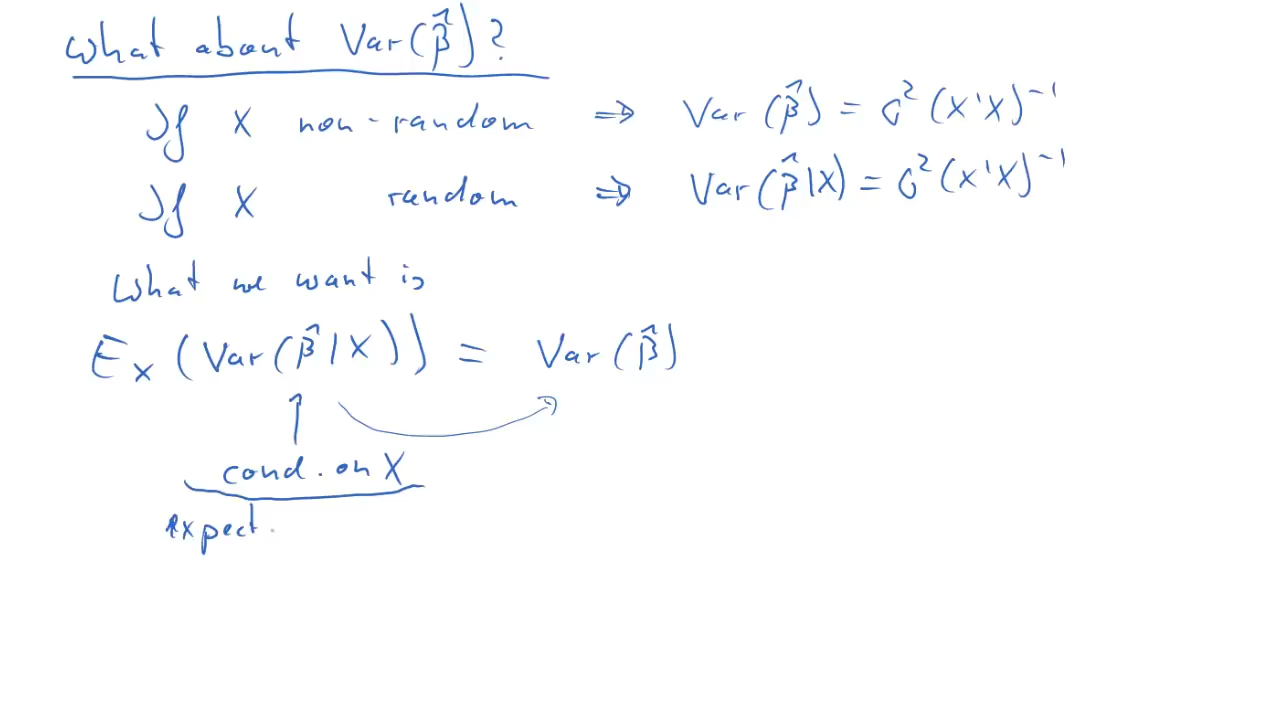 What about Var(β̂)?
If X non-random ⇒ Var(β̂) = σ²(X'X)⁻¹
If X random ⇒ Var(β̂|X) = σ²(X'X)⁻¹
What we want is
E_X(Var(β̂|X)) = Var(β̂)
cond. on X
expect.